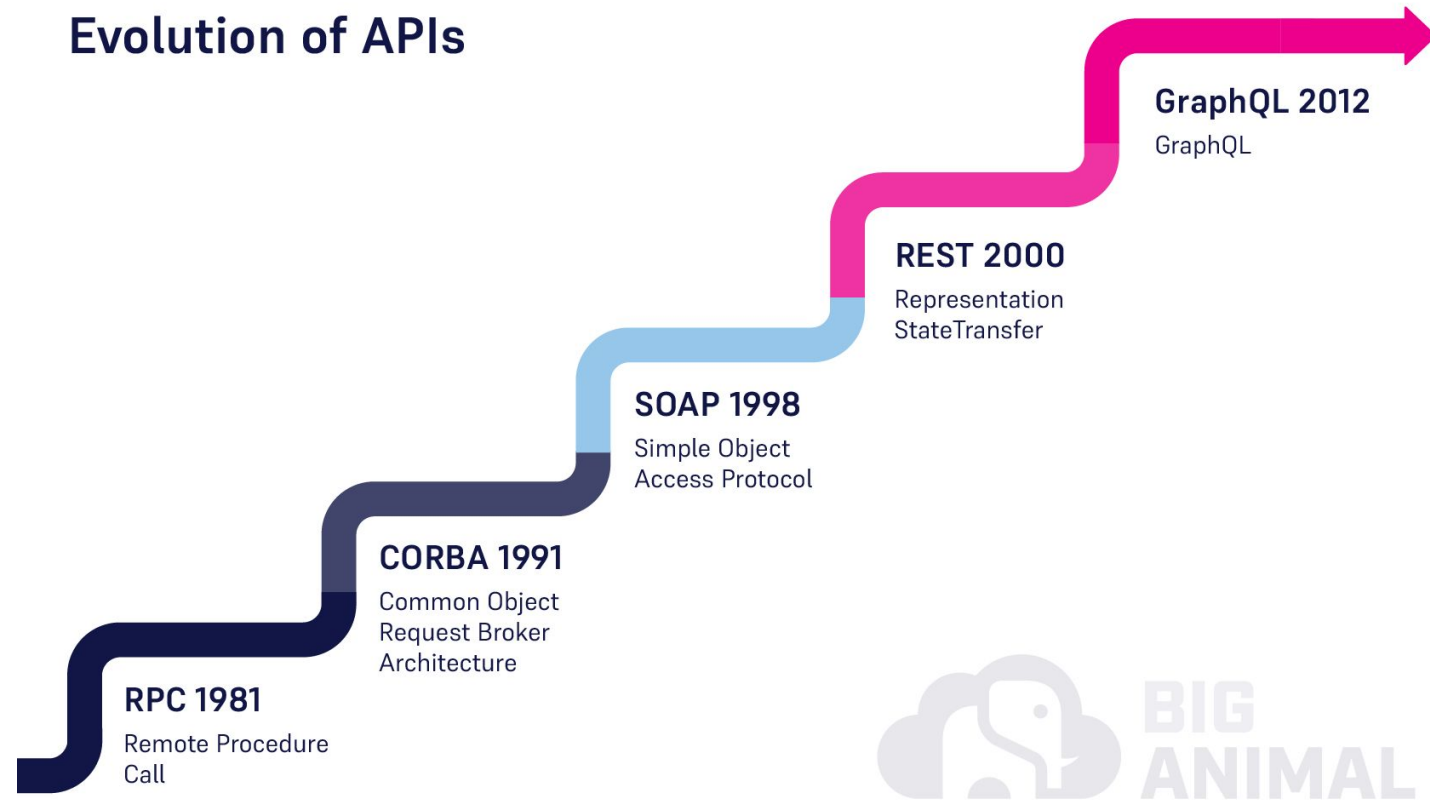 Evolution of APIs
GraphQL 2012
GraphQL
REST 2000
Representation
StateTransfer
SOAP 1998
Simple Object
Access Protocol
CORBA 1991
Common Object
Request Broker
Architecture
RPC 1981
Remote Procedure
Call
BIG
ANIMAL